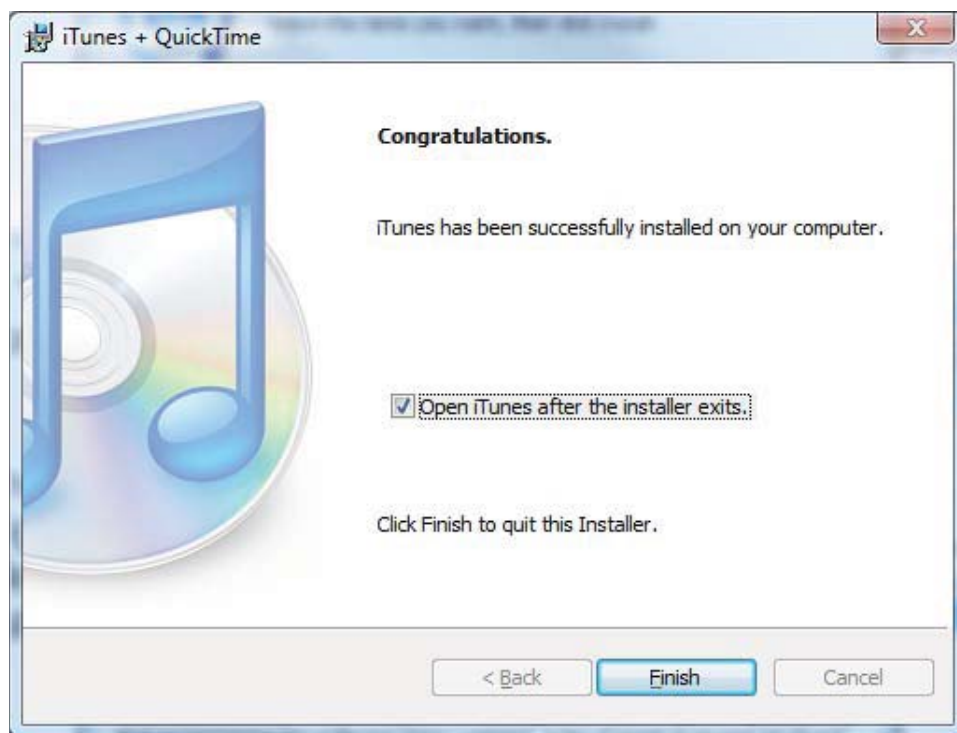 iTunes + QuickTime
Congratulations.
iTunes has been successfully installed on your computer.
Open iTunes after the installer exits.
Click Finish to quit this Installer.
< Back Finish Cancel